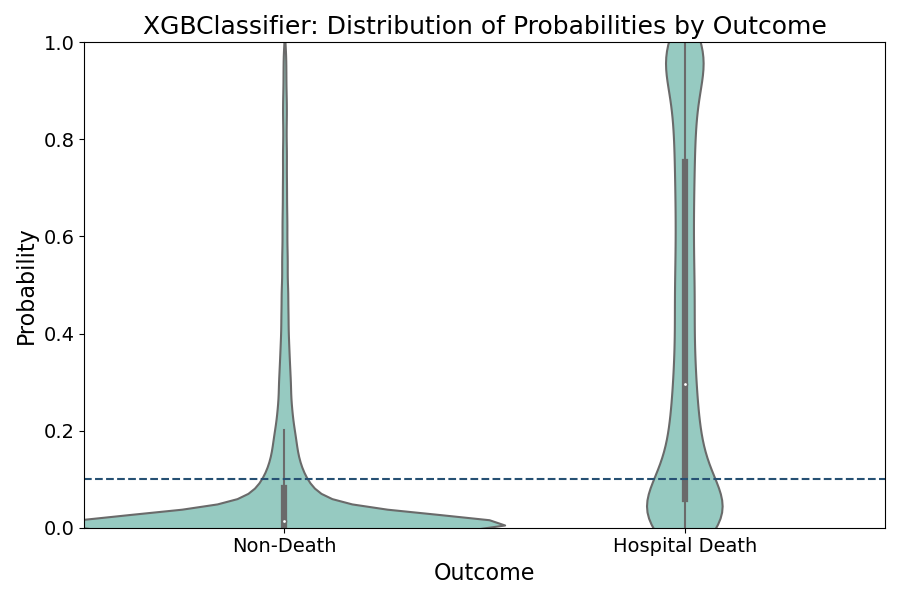 XGBClassifier: Distribution of Probabilities by Outcome
1.0
0.8
0.6
0.4
0.2
0.0
Probability
Non-Death
Hospital Death
Outcome